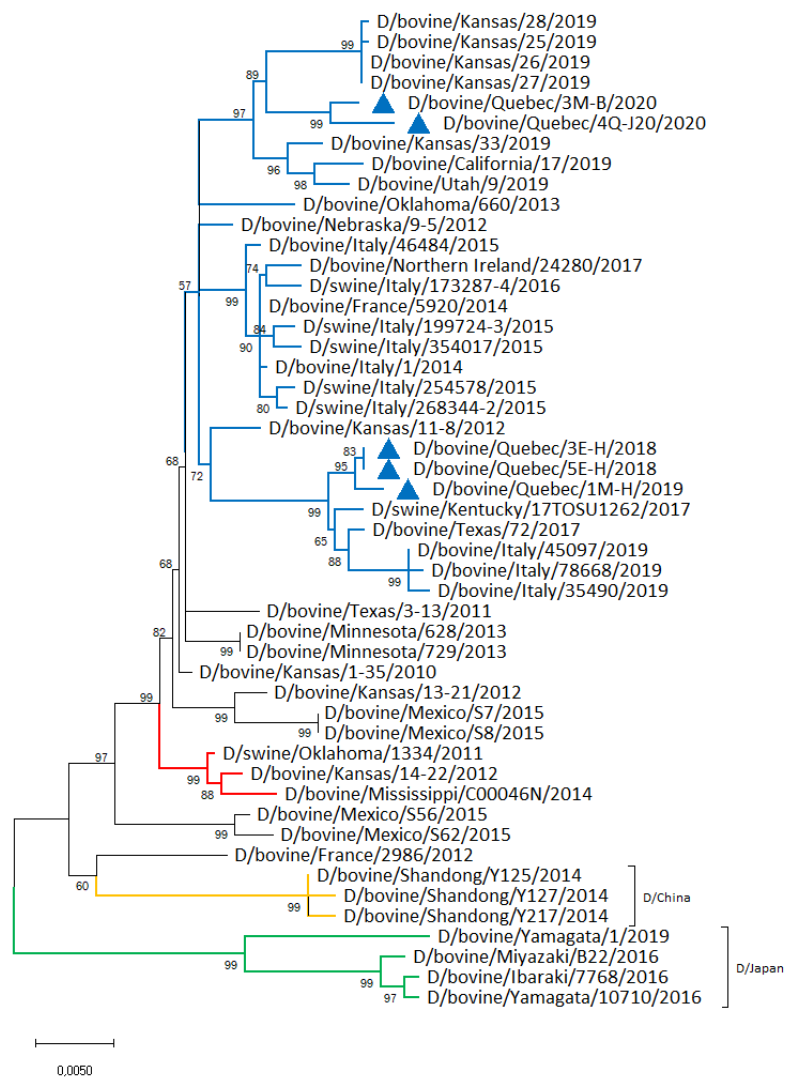 D/bovine/Kansas/28/2019
99
D/bovine/Kansas/25/2019
D/bovine/Kansas/26/2019
89
D/bovine/Kansas/27/2019
D/bovine/Quebec/3M-B/2020
97
99
D/bovine/Quebec/4Q-J20/2020
D/bovine/Kansas/33/2019
96
D/bovine/California/17/2019
98
D/bovine/Utah/9/2019
D/bovine/Oklahoma/660/2013
D/bovine/Nebraska/9-5/2012
D/bovine/Italy/46484/2015
74
D/bovine/Northern Ireland/24280/2017
57
99
D/swine/Italy/173287-4/2016
D/bovine/France/5920/2014
84
D/swine/Italy/199724-3/2015
90
D/swine/Italy/354017/2015
D/bovine/Italy/1/2014
D/swine/Italy/254578/2015
80
D/swine/Italy/268344-2/2015
D/bovine/Kansas/11-8/2012
83
D/bovine/Quebec/3E-H/2018
68
95
D/bovine/Quebec/5E-H/2018
72
D/bovine/Quebec/1M-H/2019
99
D/swine/Kentucky/17TOSU1262/2017
65
D/bovine/Texas/72/2017
88
D/bovine/Italy/45097/2019
68
D/bovine/Italy/78668/2019
99
D/bovine/Italy/35490/2019
D/bovine/Texas/3-13/2011
82
D/bovine/Minnesota/628/2013
99
D/bovine/Minnesota/729/2013
D/bovine/Kansas/1-35/2010
99
D/bovine/Kansas/13-21/2012
99
D/bovine/Mexico/S7/2015
99
D/bovine/Mexico/S8/2015
97
D/swine/Oklahoma/1334/2011
99
D/bovine/Kansas/14-22/2012
88
D/bovine/Mississippi/C00046N/2014
D/bovine/Mexico/S56/2015
99
D/bovine/Mexico/S62/2015
D/bovine/France/2986/2012
60
D/bovine/Shandong/Y125/2014
D/bovine/Shandong/Y127/2014
D/China
99
D/bovine/Shandong/Y217/2014
D/bovine/Yamagata/1/2019
99
D/bovine/Miyazaki/B22/2016
D/Japan
99
D/bovine/Ibaraki/7768/2016
97
D/bovine/Yamagata/10710/2016
0,0050